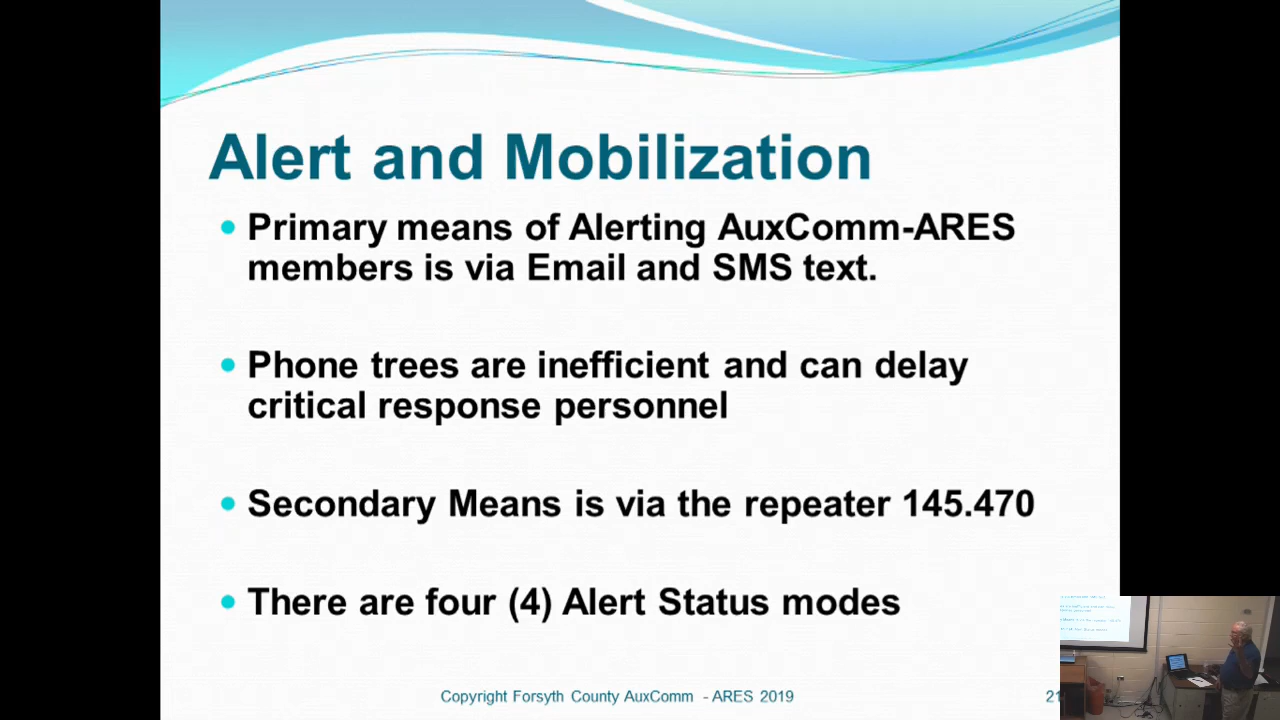 Alert and Mobilization
Primary means of Alerting AuxComm-ARES
members is via Email and SMS text.
Phone trees are inefficient and can delay
critical response personnel
Secondary Means is via the repeater 145.470
There are four (4) Alert Status modes
Copyright Forsyth County AuxComm - ARES 2019
21